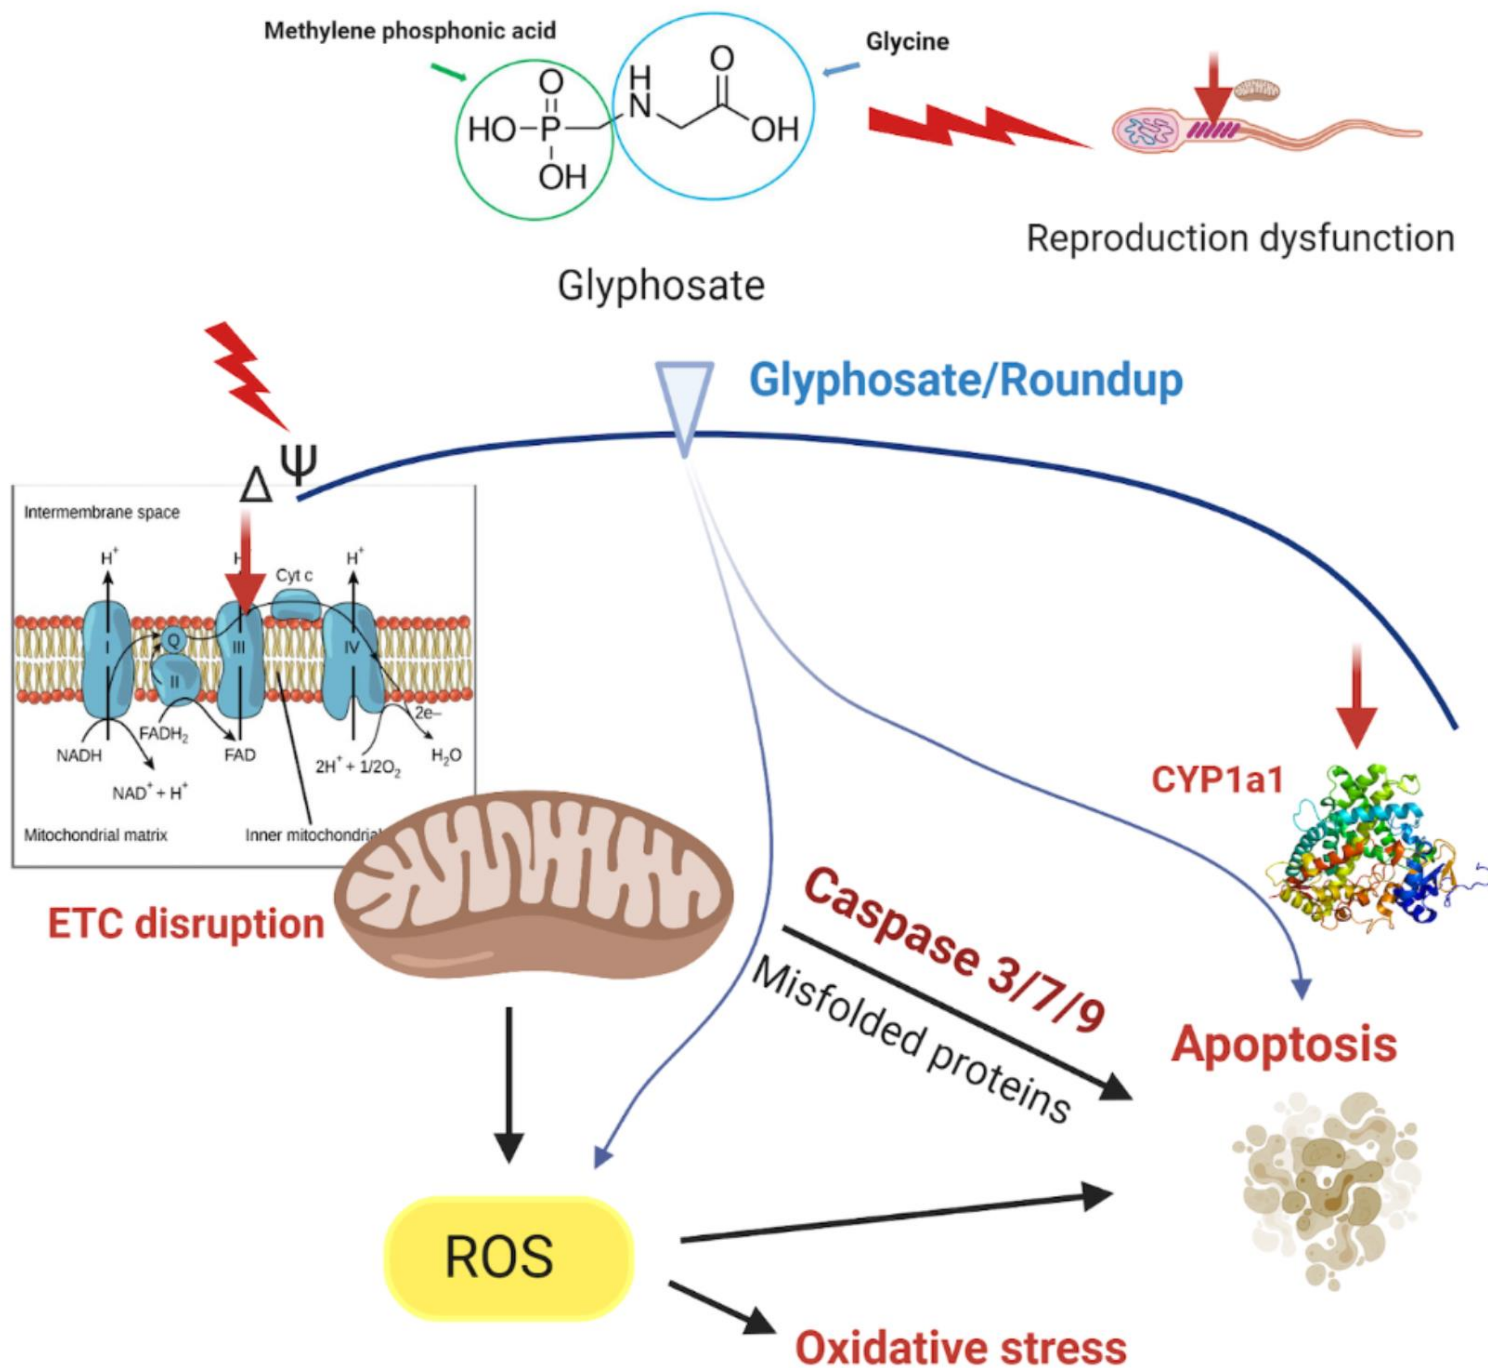 Methylene phosphonic acid
Glycine
O
H
N
O
HO
P
OH
OH
Reproduction dysfunction
Glyphosate
Glyphosate/Roundup
Δ Ψ
Intermembrane space
H⁺
H
H⁺
Cyt c
I
Q
III
IV
II
2e–
FADH₂
NADH
FAD
H₂O
2H⁺ + 1/2O₂
NAD⁺ + H⁺
Mitochondrial matrix
Inner mitochondrial
CYP1a1
ETC disruption
Caspase 3/7/9
Misfolded proteins
Apoptosis
ROS
Oxidative stress